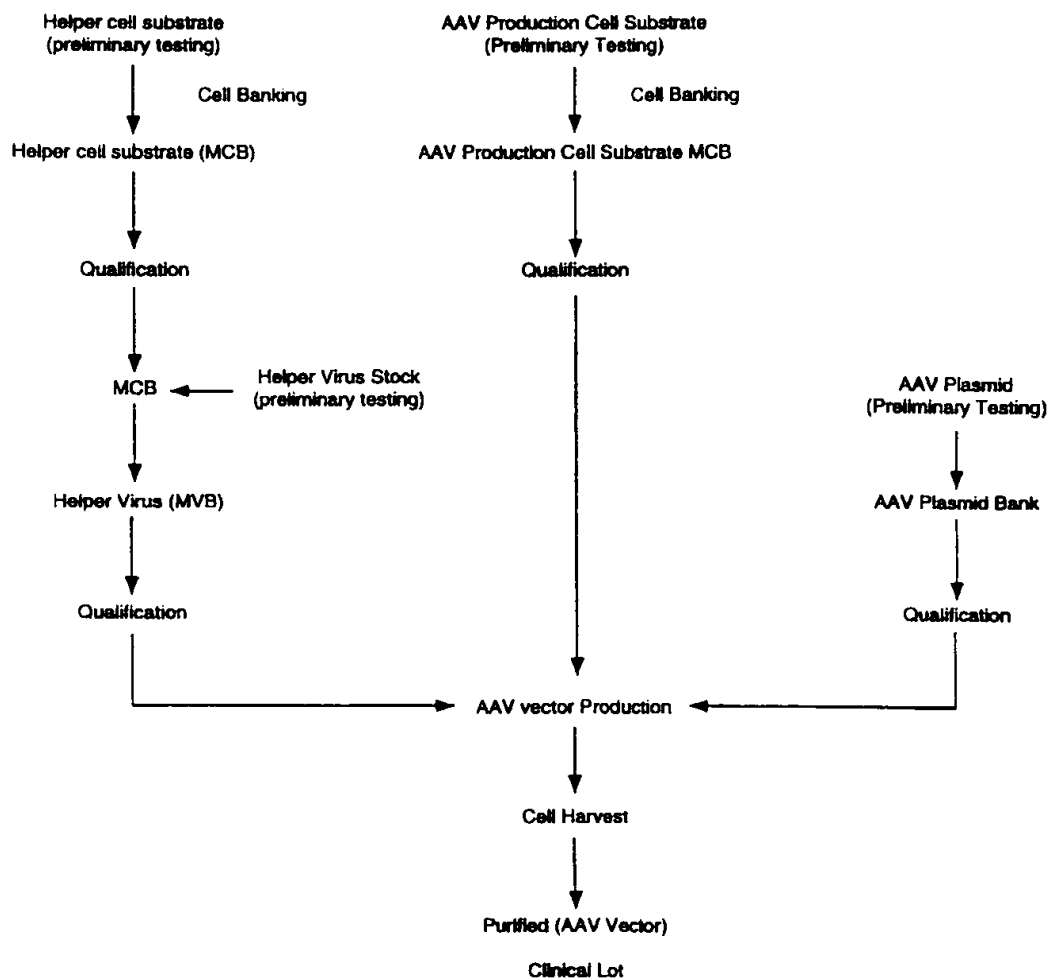 Helper cell substrate
(preliminary testing)
AAV Production Cell Substrate
(Preliminary Testing)
Cell Banking
Cell Banking
Helper cell substrate (MCB)
AAV Production Cell Substrate MCB
Qualification
Qualification
MCB
Helper Virus Stock
(preliminary testing)
AAV Plasmid
(Preliminary Testing)
Helper Virus (MVB)
AAV Plasmid Bank
Qualification
Qualification
AAV vector Production
Cell Harvest
Purified (AAV Vector)
Clinical Lot